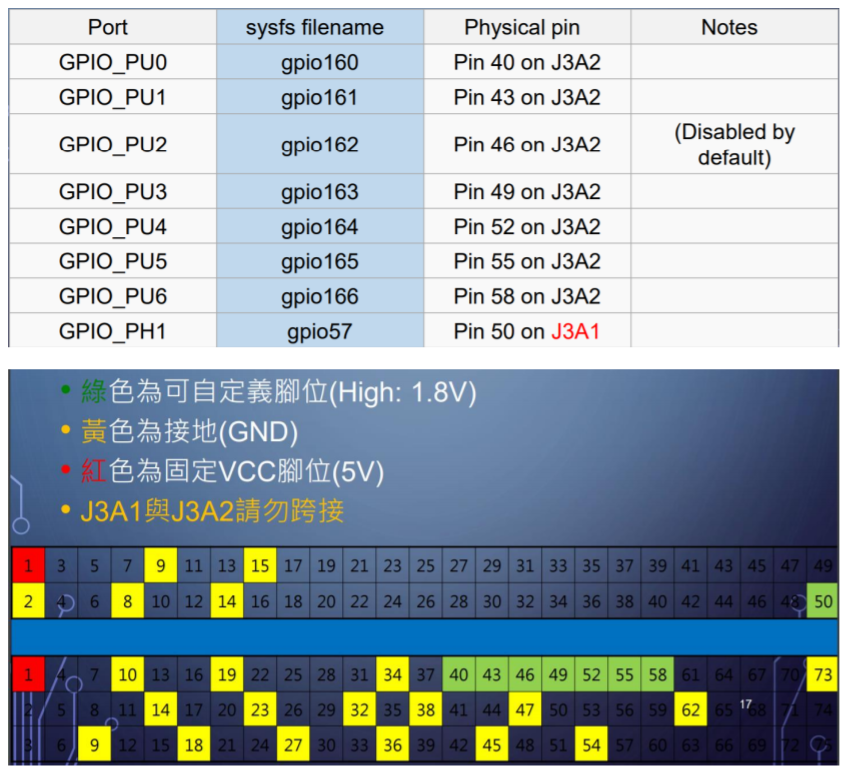 Port sysfs filename Physical pin Notes
GPIO_PU0 gpio160 Pin 40 on J3A2
GPIO_PU1 gpio161 Pin 43 on J3A2
GPIO_PU2 gpio162 Pin 46 on J3A2 (Disabled by
default)
GPIO_PU3 gpio163 Pin 49 on J3A2
GPIO_PU4 gpio164 Pin 52 on J3A2
GPIO_PU5 gpio165 Pin 55 on J3A2
GPIO_PU6 gpio166 Pin 58 on J3A2
GPIO_PH1 gpio57 Pin 50 on J3A1
• 綠色為可自定義腳位(High: 1.8V)
• 黃色為接地(GND)
• 紅色為固定VCC腳位(5V)
• J3A1與J3A2請勿跨接
1 3 5 7 9 11 13 15 17 19 21 23 25 27 29 31 33 35 37 39 41 43 45 47 49
2 4 6 8 10 12 14 16 18 20 22 24 26 28 30 32 34 36 38 40 42 44 46 48 50
1 4 7 10 13 16 19 22 25 28 31 34 37 40 43 46 49 52 55 58 61 64 67 70 73
2 5 8 11 14 17 20 23 26 29 32 35 38 41 44 47 50 53 56 59 62 65 17 68 71 74
3 6 9 12 15 18 21 24 27 30 33 36 39 42 45 48 51 54 57 60 63 66 69 72 75